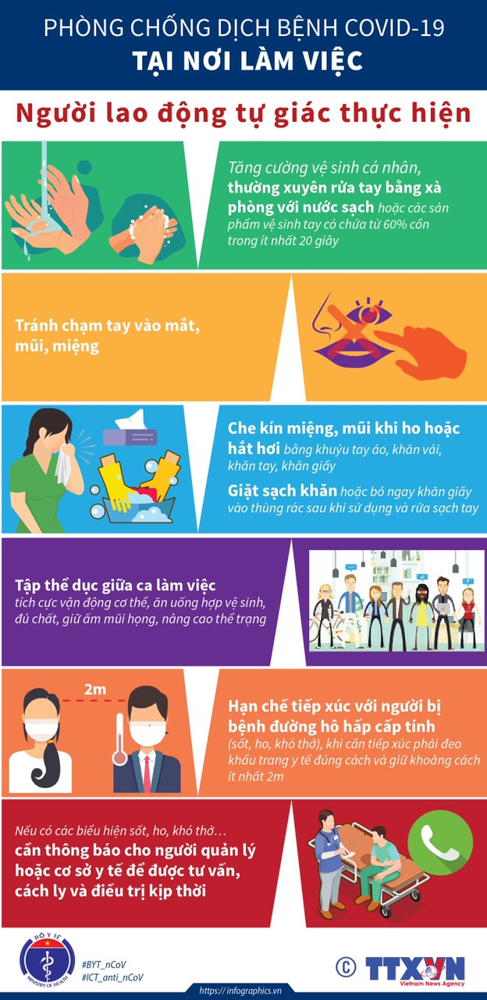 PHÒNG CHỐNG DỊCH BỆNH COVID-19
TẠI NƠI LÀM VIỆC
Người lao động tự giác thực hiện
Tăng cường vệ sinh cá nhân,
thường xuyên rửa tay bằng xà
phòng với nước sạch hoặc các sản
phẩm vệ sinh tay có chứa từ 60% cồn
trong ít nhất 20 giây
Tránh chạm tay vào mắt,
mũi, miệng
Che kín miệng, mũi khi ho hoặc
hắt hơi bằng khuỷu tay áo, khăn vải,
khăn tay, khăn giấy
Giặt sạch khăn hoặc bỏ ngay khăn giấy
vào thùng rác sau khi sử dụng và rửa sạch tay
Tập thể dục giữa ca làm việc
tích cực vận động cơ thể, ăn uống hợp vệ sinh,
đủ chất, giữ ấm mũi họng, nâng cao thể trạng
2m
Hạn chế tiếp xúc với người bị
bệnh đường hô hấp cấp tính
(sốt, ho, khó thở), khi cần tiếp xúc phải đeo
khẩu trang y tế đúng cách và giữ khoảng cách
ít nhất 2m
Nếu có các biểu hiện sốt, ho, khó thở...
cần thông báo cho người quản lý
hoặc cơ sở y tế để được tư vấn,
cách ly và điều trị kịp thời
BỘ Y TẾ
MINISTRY OF HEALTH
#BYT_nCoV
#ICT_anti_nCoV
© TTXVN
Vietnam News Agency
https://infographics.vn